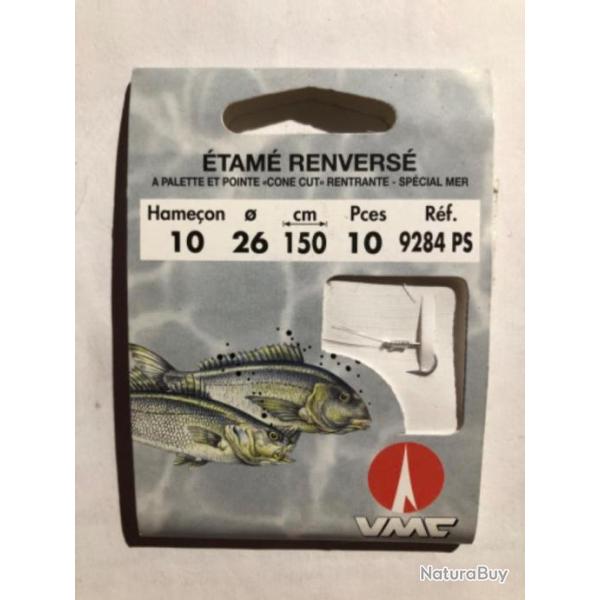 ÉTAMÉ RENVERSÉ
A PALETTE ET POINTE «CONE CUT» RENTRANTE - SPÉCIAL MER
Hameçon ø cm Pces Réf.
10 26 150 10 9284 PS
VMC
NaturaBuy